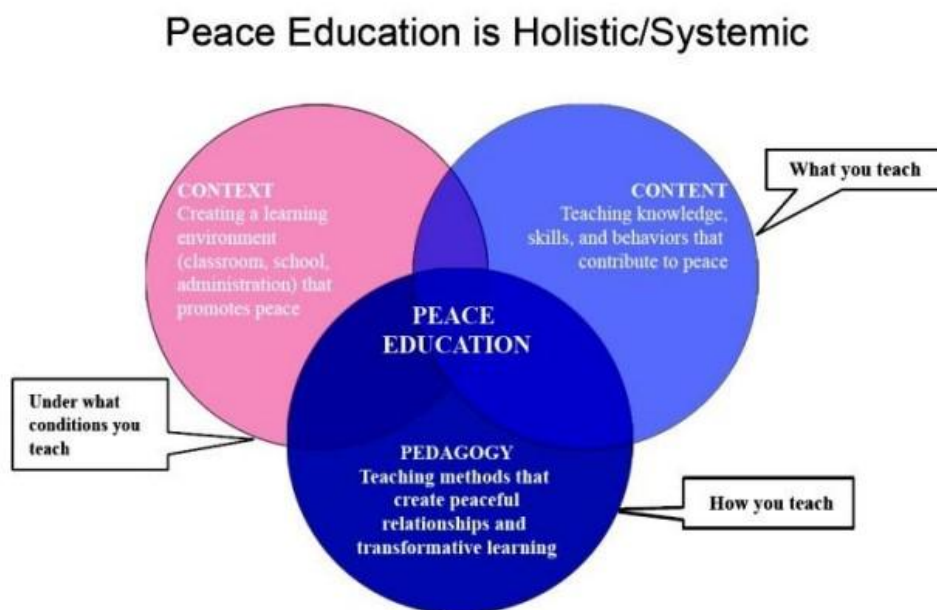 Peace Education is Holistic/Systemic
CONTEXT
Creating a learning
environment
(classroom, school,
administration) that
promotes peace
CONTENT
Teaching knowledge,
skills, and behaviors that
contribute to peace
What you teach
PEACE
EDUCATION
Under what
conditions you
teach
PEDAGOGY
Teaching methods that
create peaceful
relationships and
transformative learning
How you teach